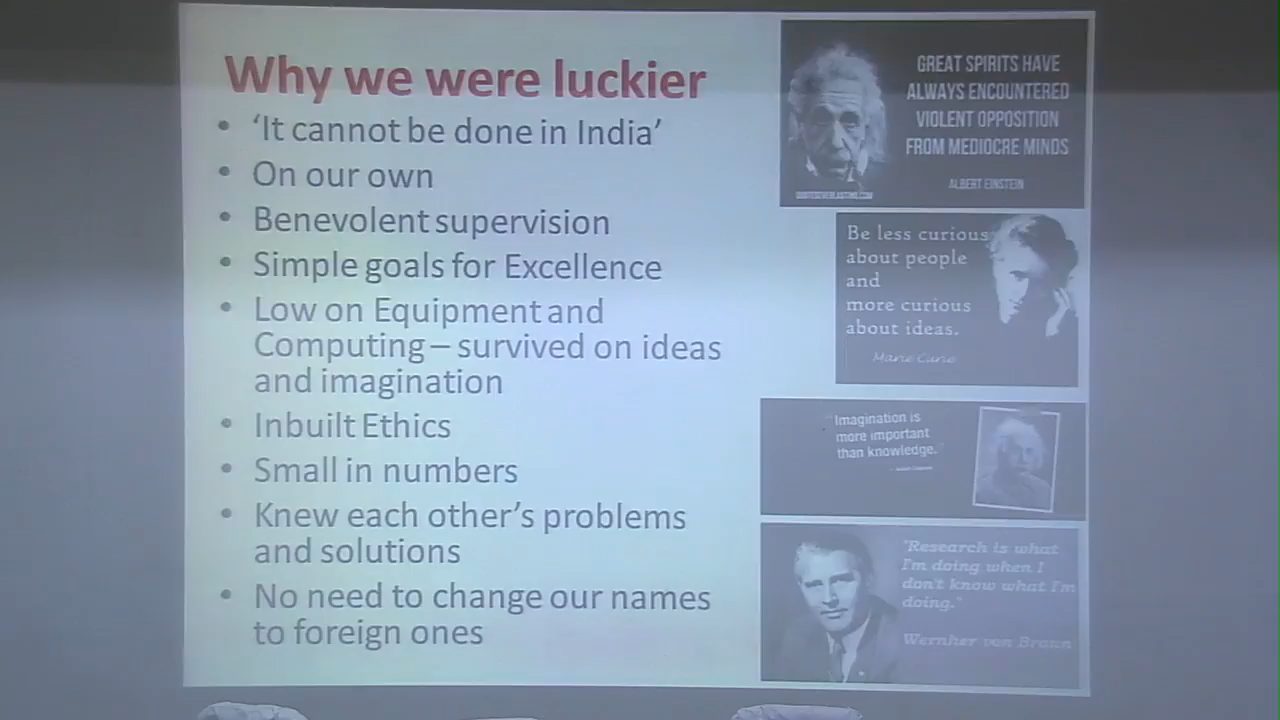 Why we were luckier
• 'It cannot be done in India'
• On our own
• Benevolent supervision
• Simple goals for Excellence
• Low on Equipment and
Computing – survived on ideas
and imagination
• Inbuilt Ethics
• Small in numbers
• Knew each other's problems
and solutions
• No need to change our names
to foreign ones
GREAT SPIRITS HAVE
ALWAYS ENCOUNTERED
VIOLENT OPPOSITION
FROM MEDIOCRE MINDS
ALBERT EINSTEIN
Be less curious
about people
and
more curious
about ideas.
Marie Curie
"Imagination is
more important
than knowledge."
"Research is what
I'm doing when I
don't know what I'm
doing."
Wernher von Braun